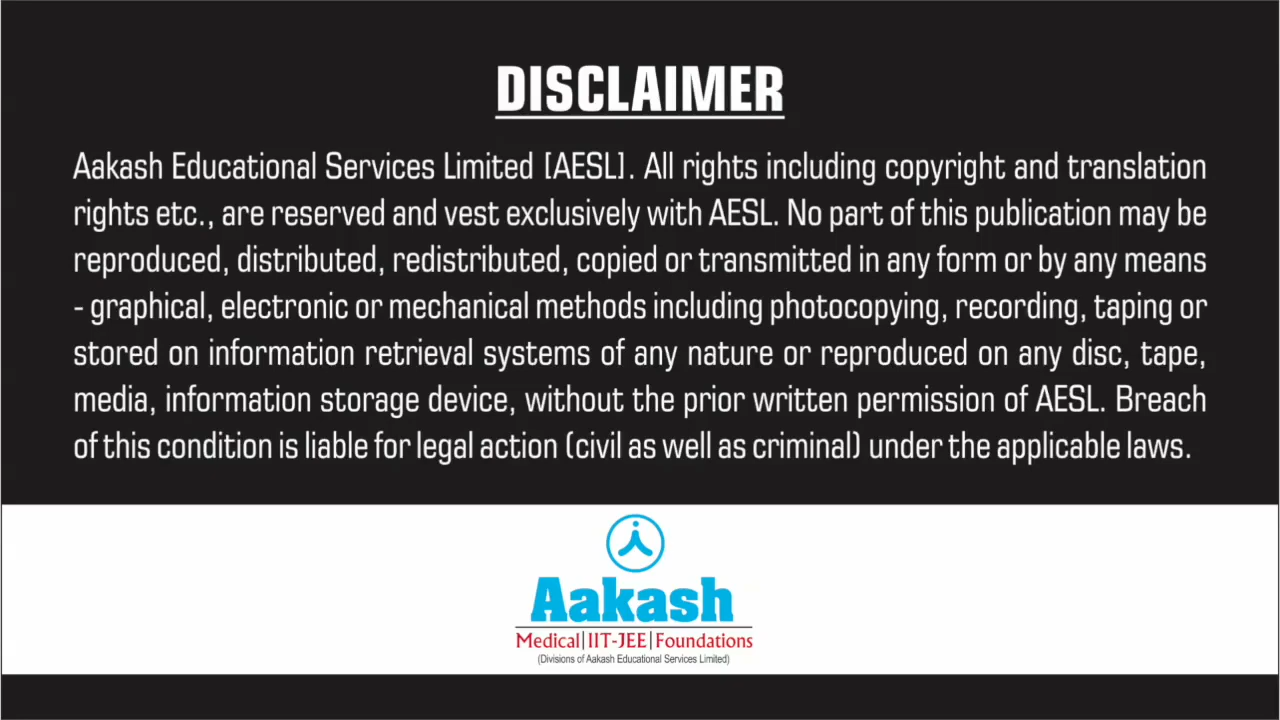 DISCLAIMER
Aakash Educational Services Limited [AESL]. All rights including copyright and translation
rights etc., are reserved and vest exclusively with AESL. No part of this publication may be
reproduced, distributed, redistributed, copied or transmitted in any form or by any means
- graphical, electronic or mechanical methods including photocopying, recording, taping or
stored on information retrieval systems of any nature or reproduced on any disc, tape,
media, information storage device, without the prior written permission of AESL. Breach
of this condition is liable for legal action (civil as well as criminal) under the applicable laws.
Aakash
Medical|IIT-JEE|Foundations
(Divisions of Aakash Educational Services Limited)